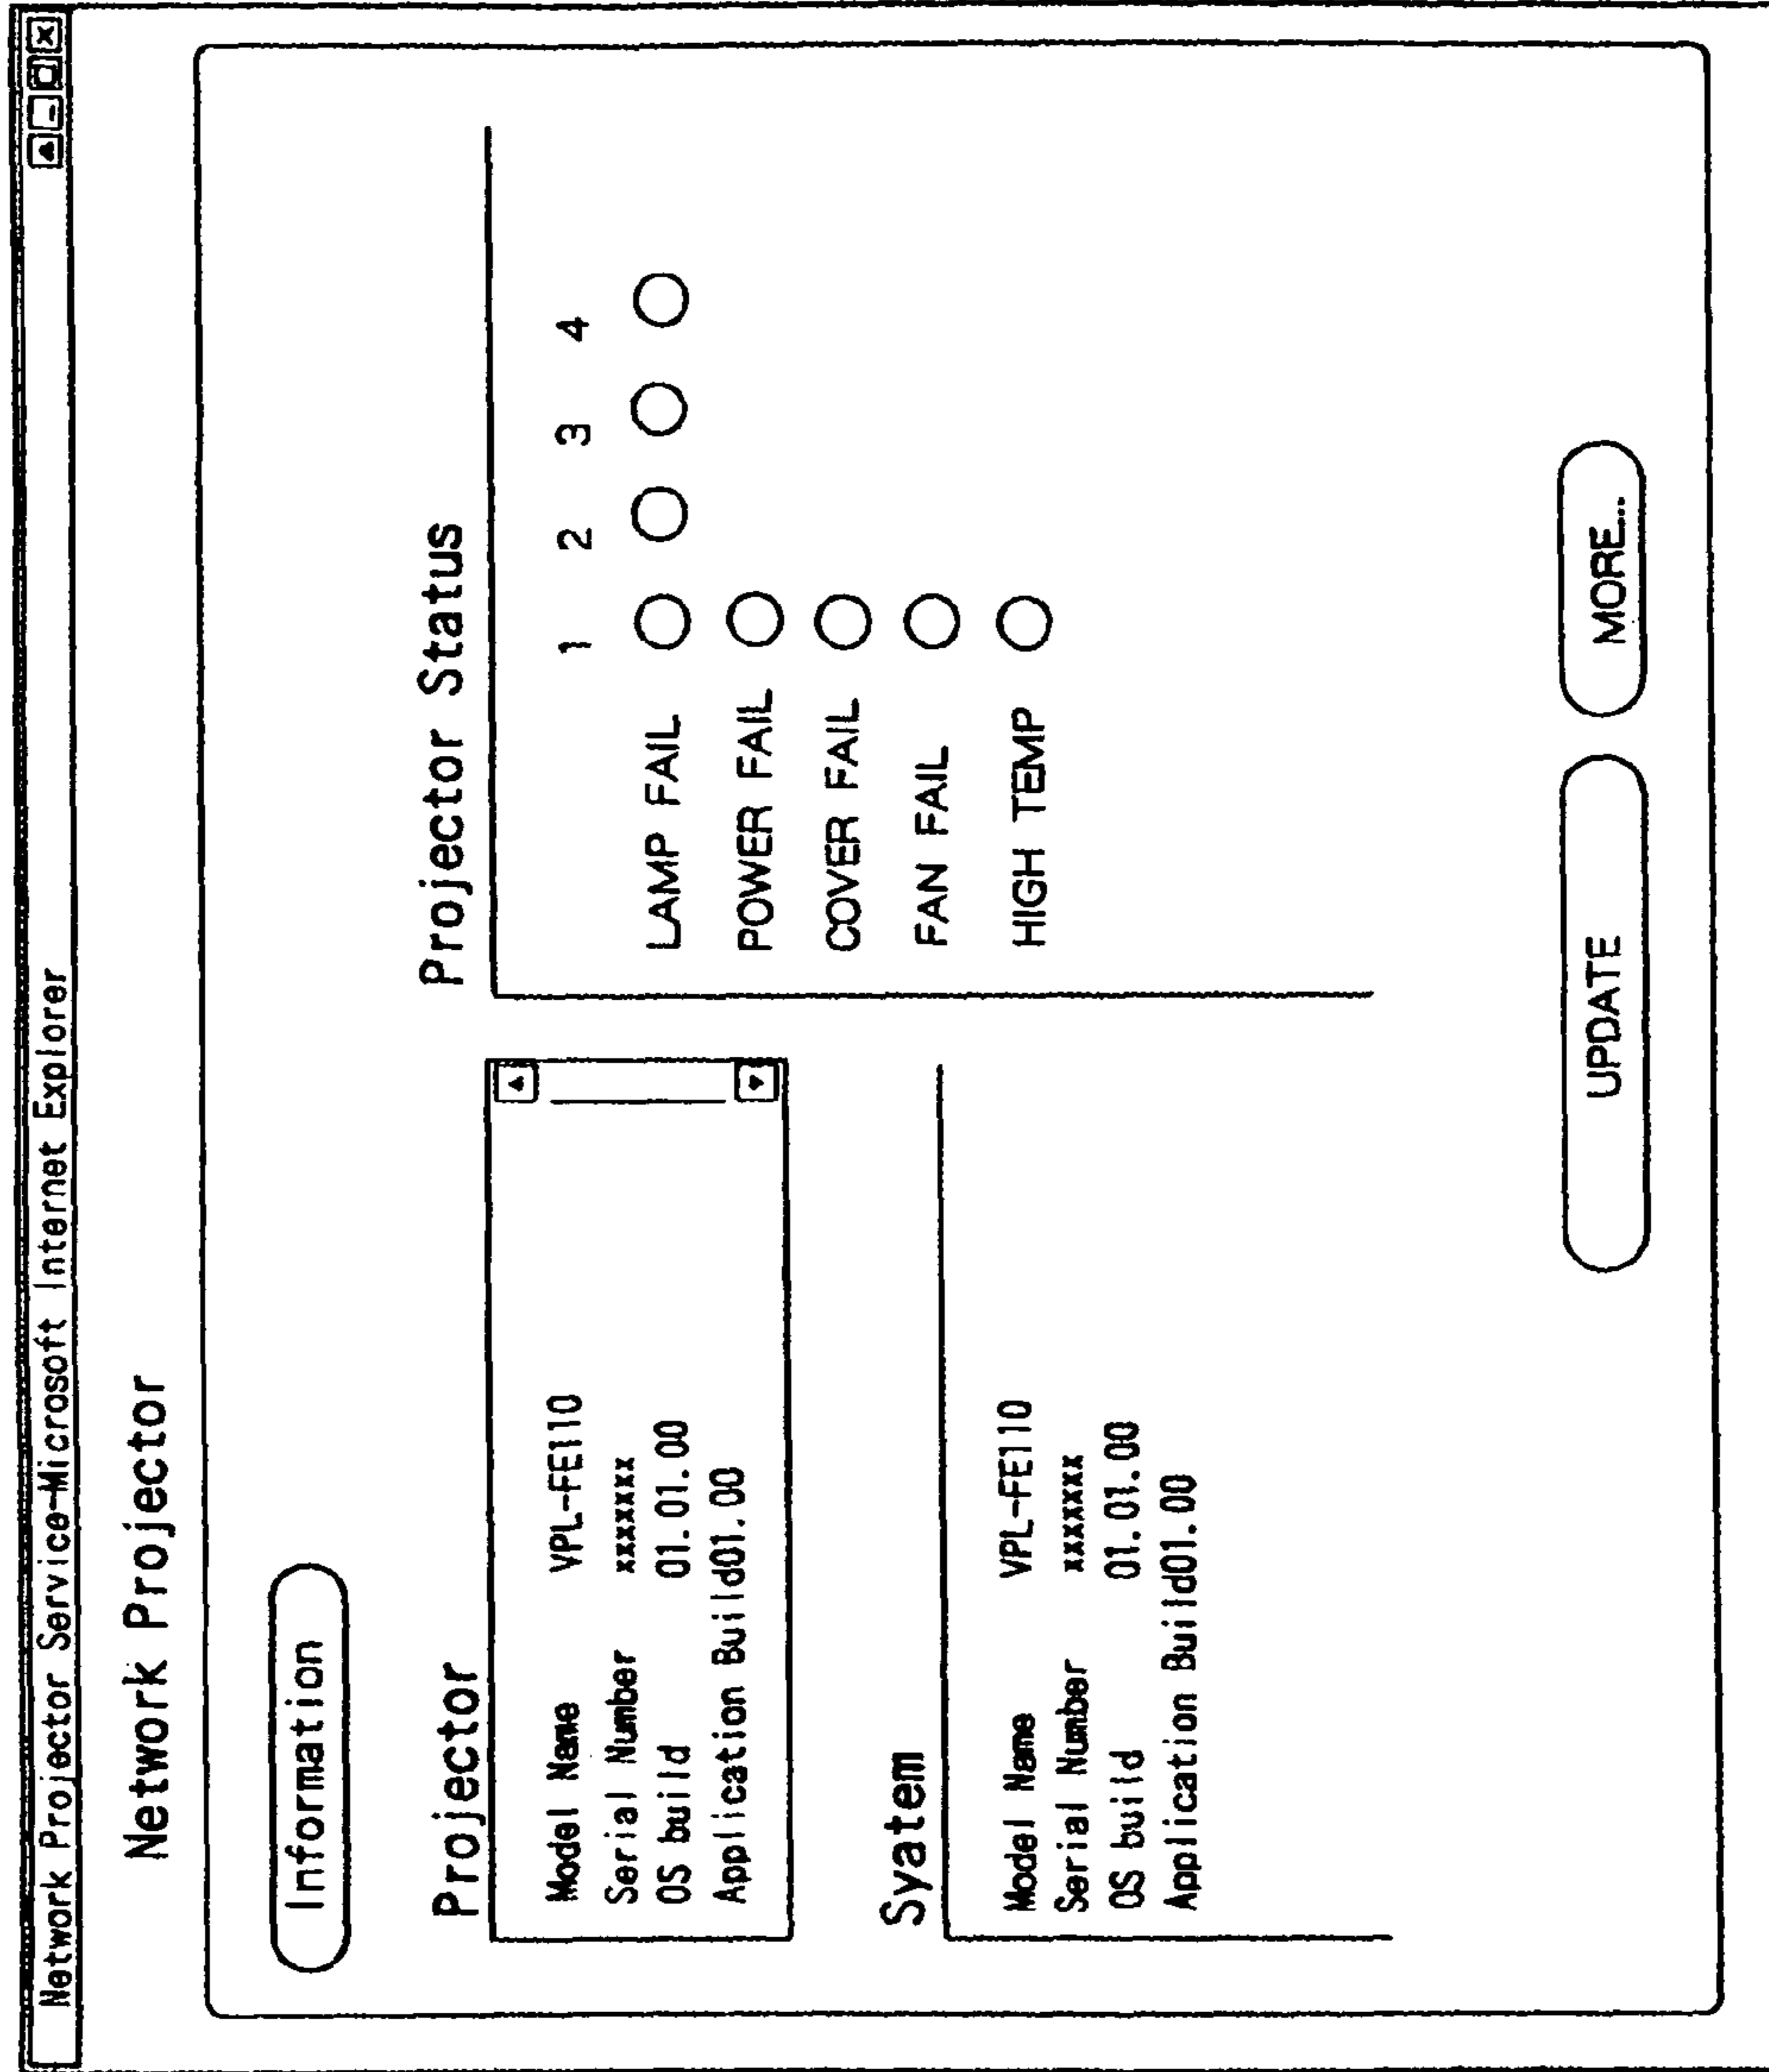 Network Projector Service-Microsoft Internet Explorer
Network Projector
Information
Projector
Model Name VPL-FE110
Serial Number xxxxxxx
OS build 01.01.00
Application Build01.00
Syatem
Model Name VPL-FE110
Serial Number xxxxxxx
OS build 01.01.00
Application Build01.00
Projector Status
1 2 3 4
LAMP FAIL
POWER FAIL
COVER FAIL
FAN FAIL
HIGH TEMP
UPDATE
MORE...